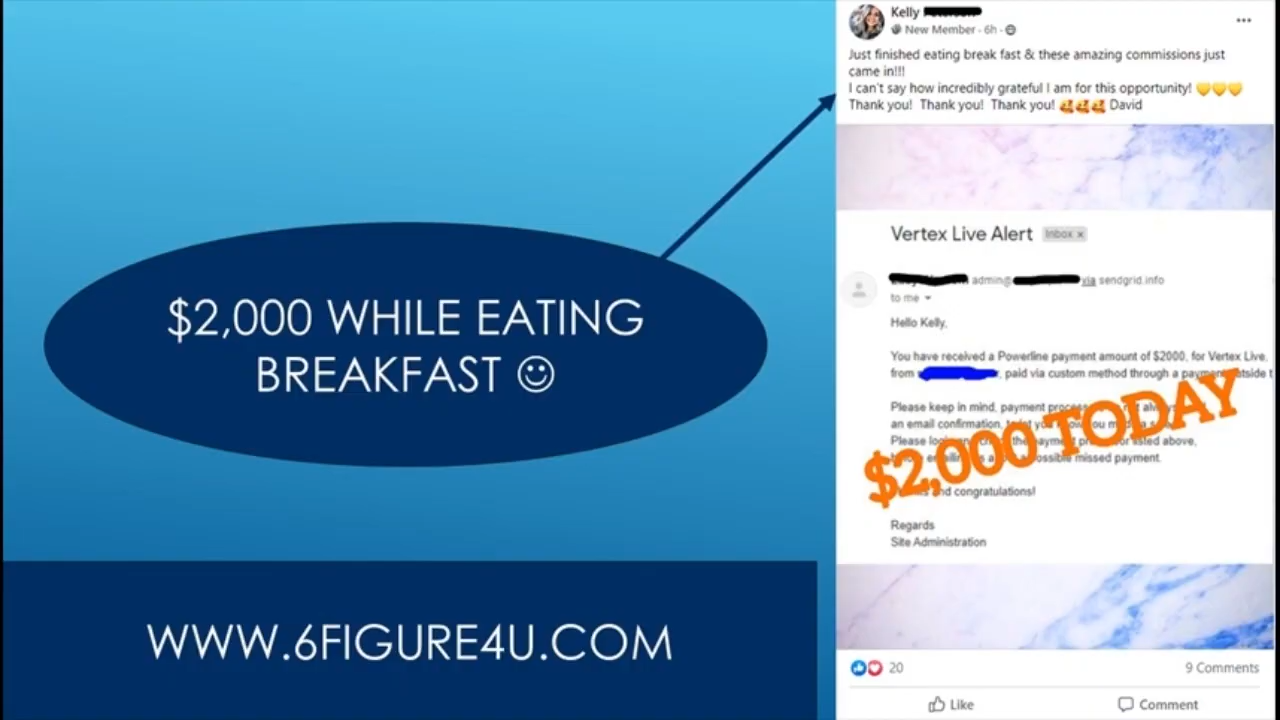 $2,000 WHILE EATING
BREAKFAST ☺
WWW.6FIGURE4U.COM
Kelly
New Member · 6h ·
Just finished eating break fast & these amazing commissions just
came in!!!
I can't say how incredibly grateful I am for this opportunity! 💛💛💛
Thank you! Thank you! Thank you! 🥰🥰🥰 David
Vertex Live Alert Inbox x
admin@ via sendgrid.info
to me
Hello Kelly,
You have received a Powerline payment amount of $2000, for Vertex Live,
from , paid via custom method through a payment
Please keep in mind, payment
an email confirmation,
Please
missed payment.
$2,000 TODAY
and congratulations!
Regards
Site Administration
20 9 Comments
Like Comment